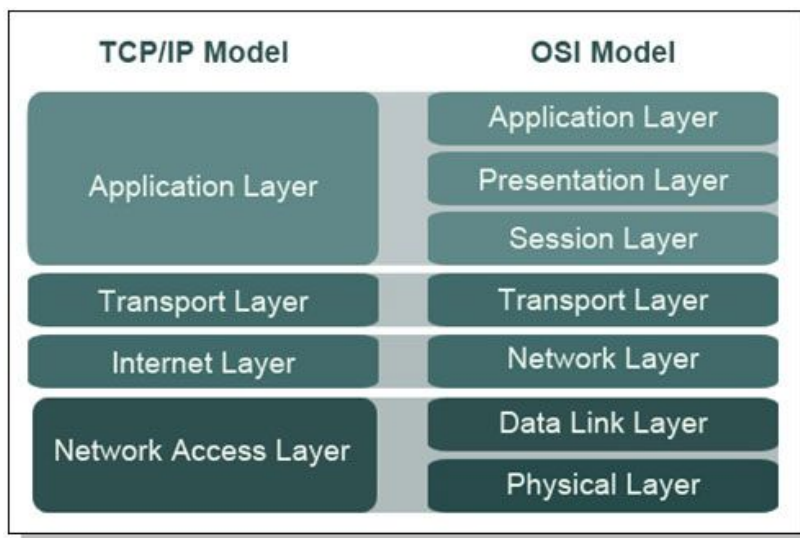 TCP/IP Model
OSI Model
Application Layer
Application Layer
Presentation Layer
Session Layer
Transport Layer
Transport Layer
Internet Layer
Network Layer
Network Access Layer
Data Link Layer
Physical Layer